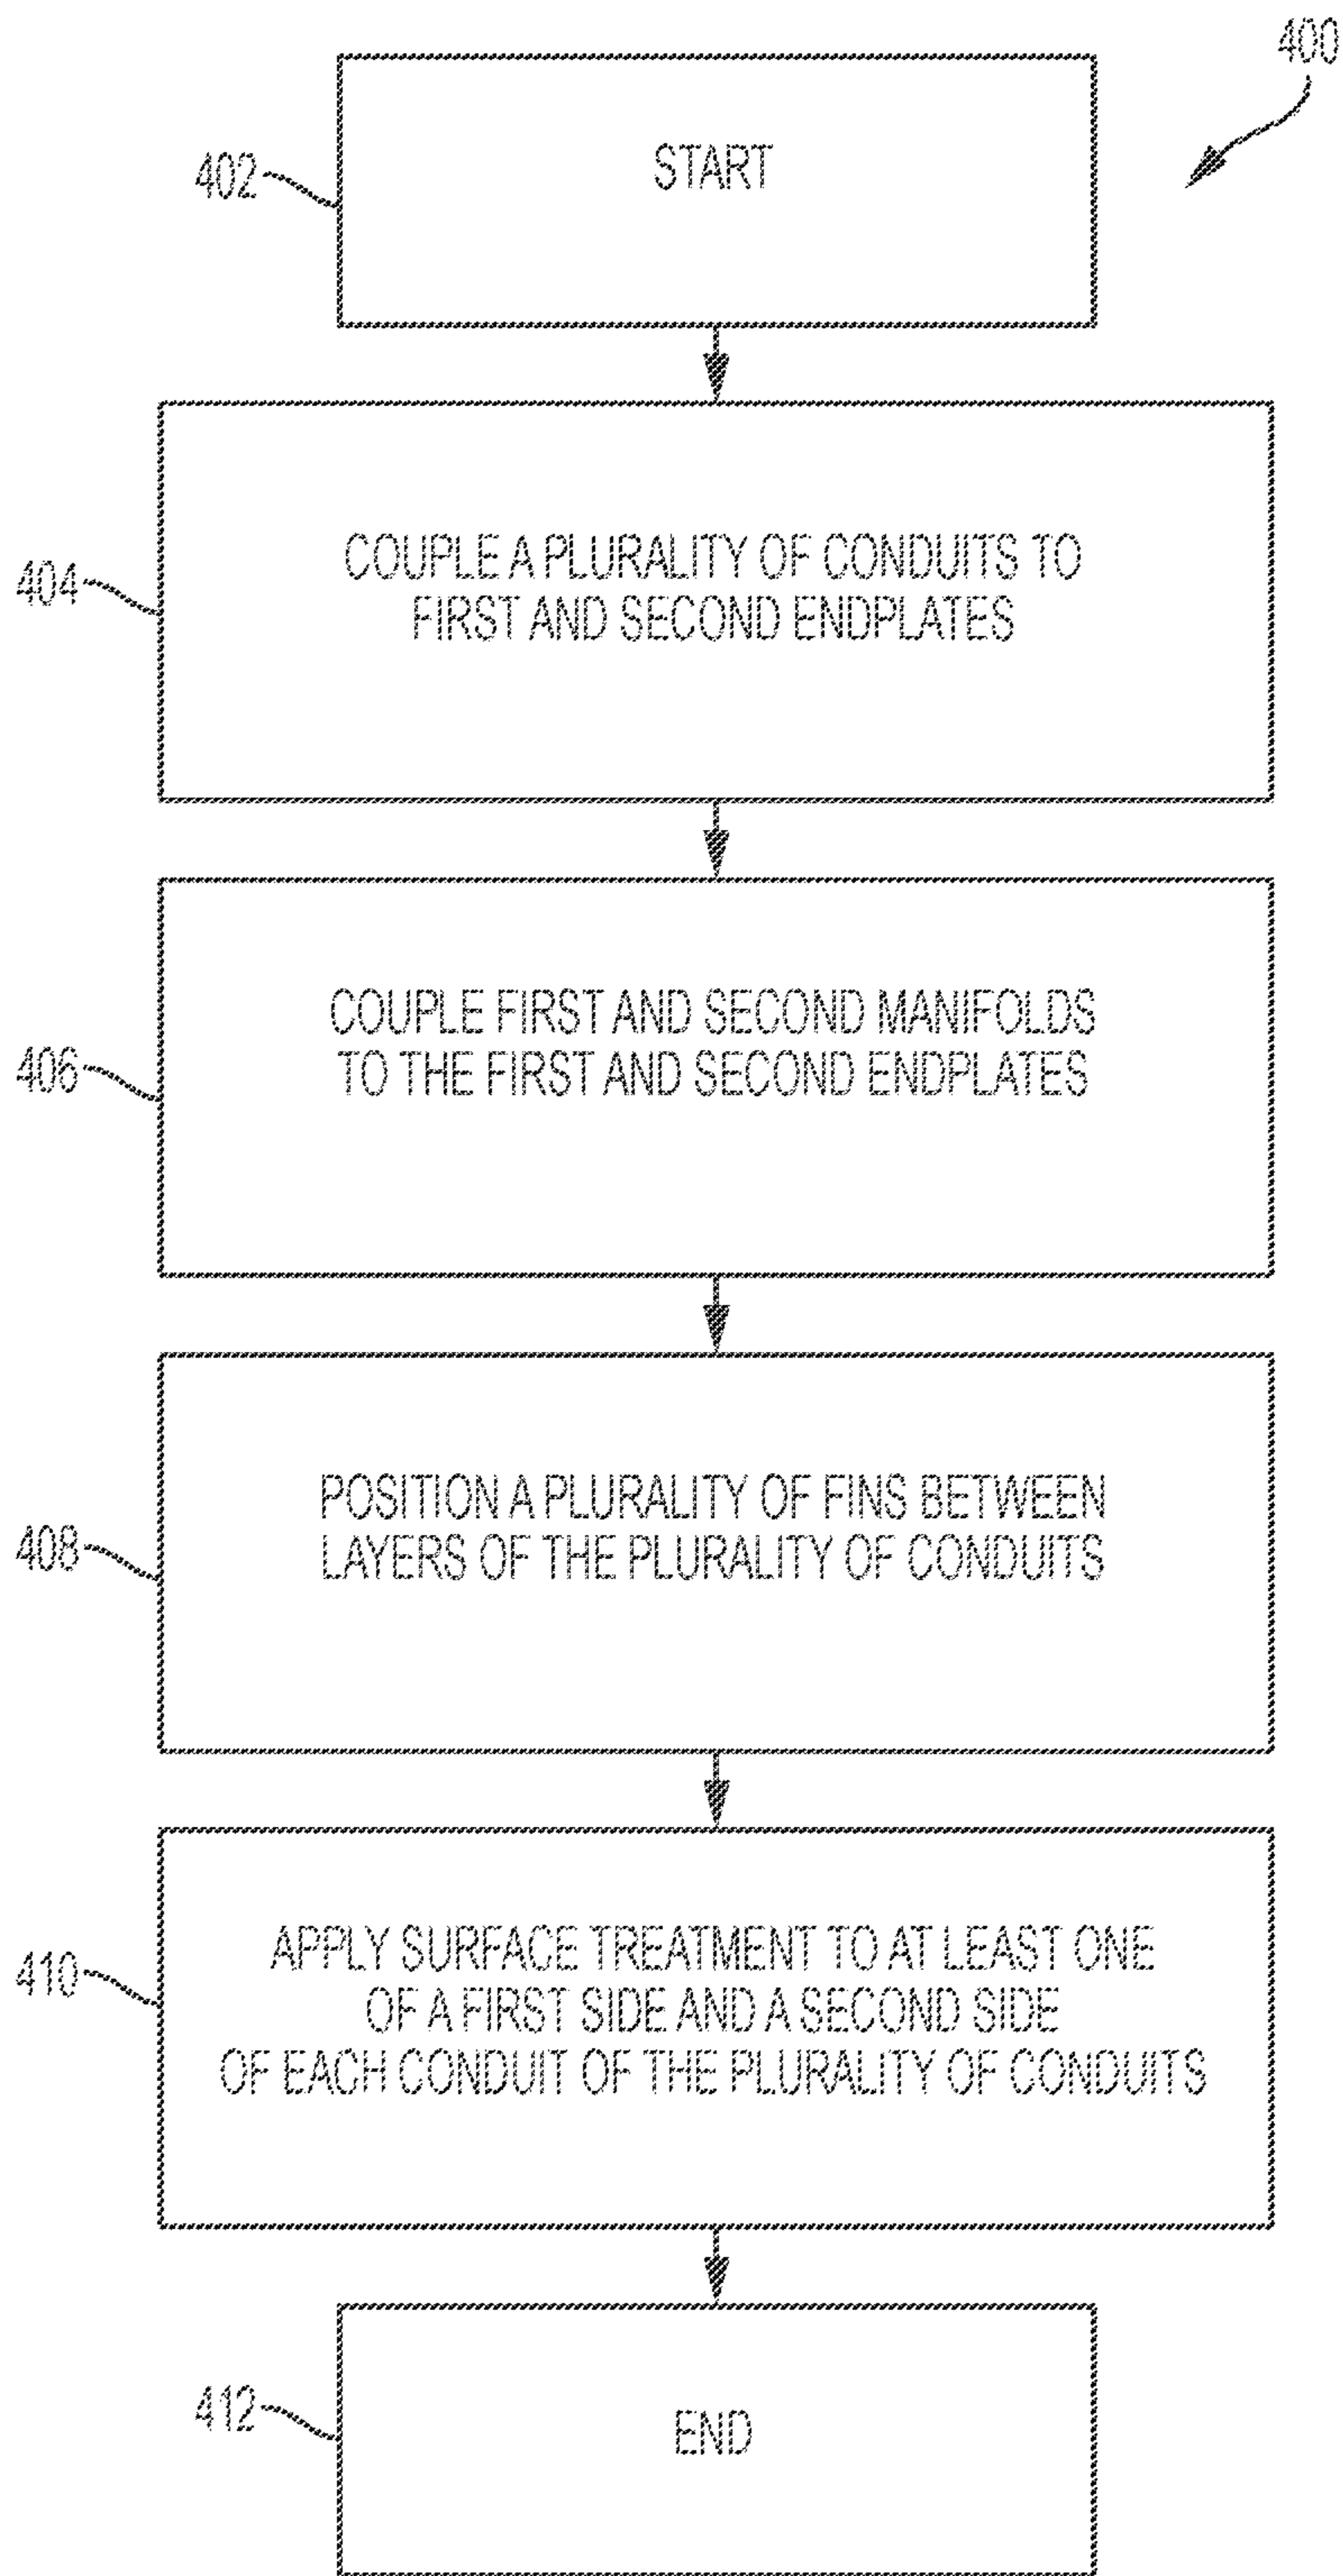 400
402
START
404
COUPLE A PLURALITY OF CONDUITS TO
FIRST AND SECOND ENDPLATES
406
COUPLE FIRST AND SECOND MANIFOLDS
TO THE FIRST AND SECOND ENDPLATES
408
POSITION A PLURALITY OF FINS BETWEEN
LAYERS OF THE PLURALITY OF CONDUITS
410
APPLY SURFACE TREATMENT TO AT LEAST ONE
OF A FIRST SIDE AND A SECOND SIDE
OF EACH CONDUIT OF THE PLURALITY OF CONDUITS
412
END